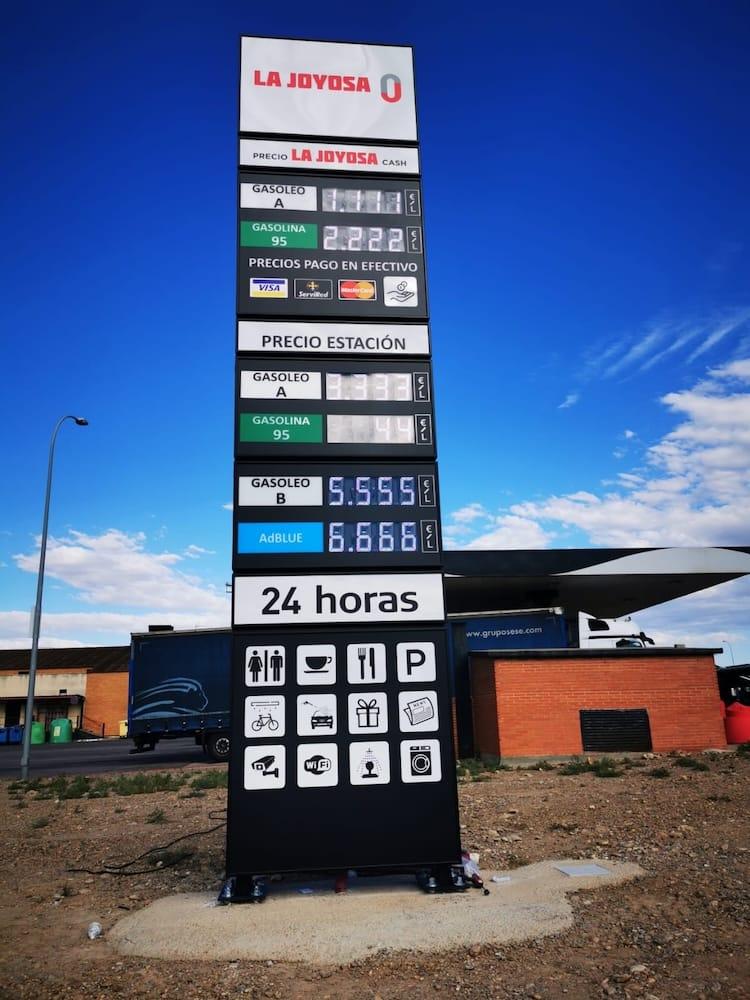 LA JOYOSA
PRECIO LA JOYOSA CASH
GASOLEO
A
1.111
€/L
GASOLINA
95
2.222
€/L
PRECIOS PAGO EN EFECTIVO
VISA
ServiRed
MasterCard
PRECIO ESTACIÓN
GASOLEO
A
3.333
€/L
GASOLINA
95
44
€/L
GASOLEO
B
5.555
€/L
AdBLUE
6.666
€/L
24 horas
P
NEWS
WiFi
www.gruposese.com